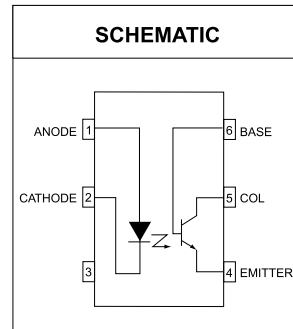 SCHEMATIC
ANODE 1
6 BASE
CATHODE 2
5 COL
3
4 EMITTER